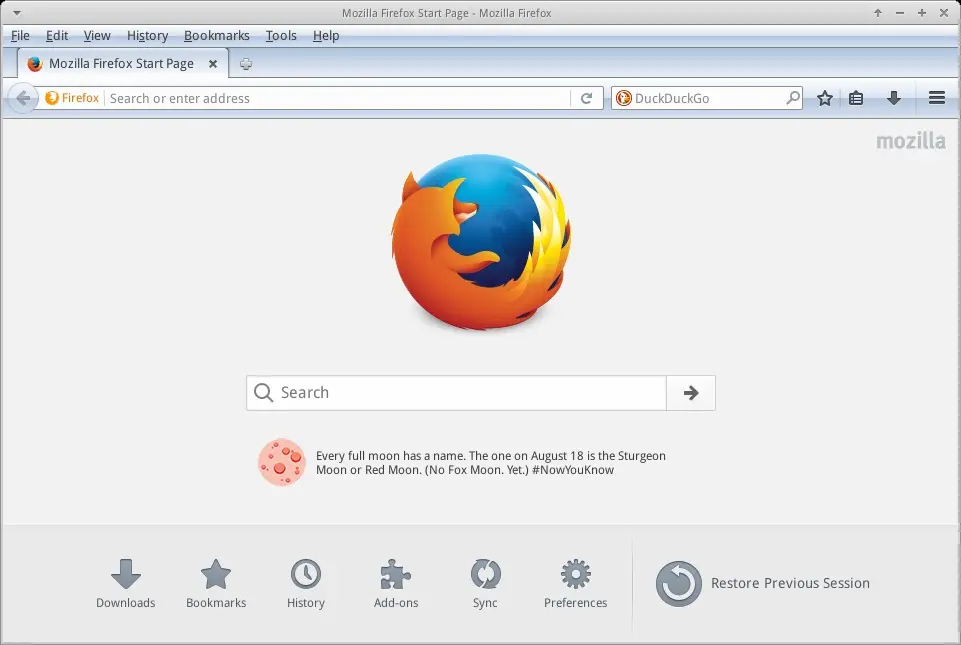 Mozilla Firefox Start Page - Mozilla Firefox
File Edit View History Bookmarks Tools Help
Mozilla Firefox Start Page
Firefox Search or enter address DuckDuckGo
mozilla
Search
Every full moon has a name. The one on August 18 is the Sturgeon
Moon or Red Moon. (No Fox Moon. Yet.) #NowYouKnow
Downloads Bookmarks History Add-ons Sync Preferences Restore Previous Session